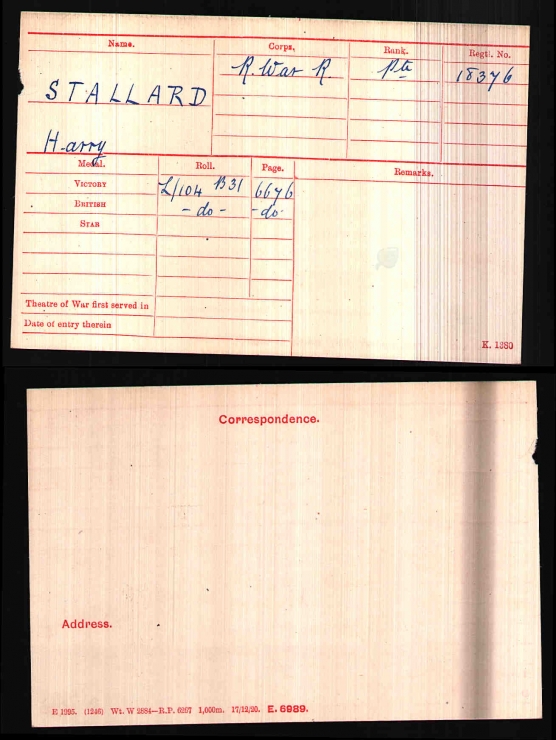 Name. Corps, Rank. Regtl. No.
R. War R. Pte 18376
STALLARD
Harry
Medal. Roll. Page. Remarks.
VICTORY L/104 B31 6676
BRITISH - do - - do -
STAR
Theatre of War first served in
Date of entry therein
K. 1380
Correspondence.
Address.
E 1995. (1246) Wt. W 2884—R.P. 6297 1,000m. 17/12/20. E. 6989.